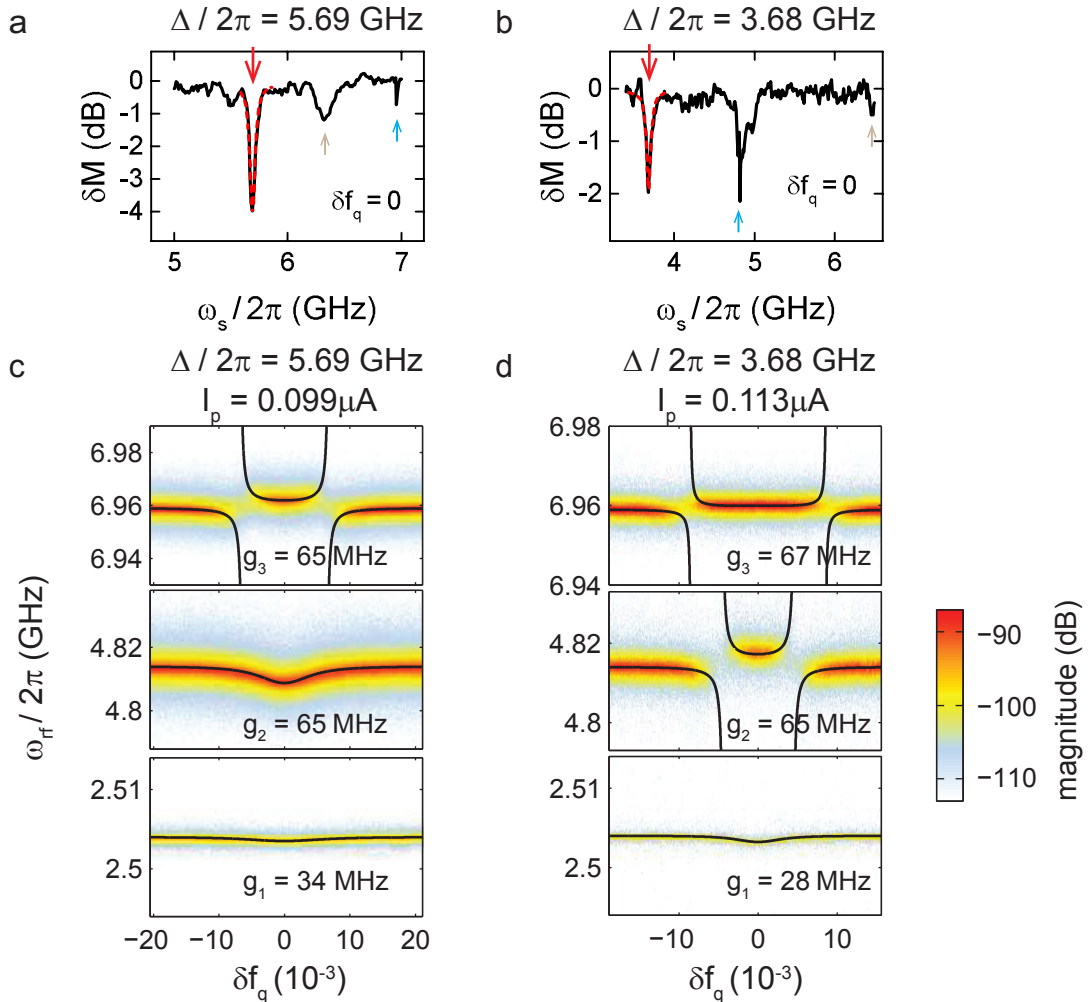 a
Δ / 2π = 5.69 GHz
0
-1
-2
-3
-4
δM (dB)
δf_q = 0
5 6 7
ω_s / 2π (GHz)
b
Δ / 2π = 3.68 GHz
0
-1
-2
δM (dB)
δf_q = 0
4 5 6
ω_s / 2π (GHz)
c
Δ / 2π = 5.69 GHz
I_p = 0.099μA
6.98
6.96
6.94
g_3 = 65 MHz
4.82
4.8
g_2 = 65 MHz
2.51
2.5
g_1 = 34 MHz
ω_rf / 2π (GHz)
−20 −10 0 10 20
δf_q (10^-3)
d
Δ / 2π = 3.68 GHz
I_p = 0.113μA
6.98
6.96
6.94
g_3 = 67 MHz
4.82
4.8
g_2 = 65 MHz
2.51
2.5
g_1 = 28 MHz
−10 0 10
δf_q (10^-3)
−90
−100
−110
magnitude (dB)